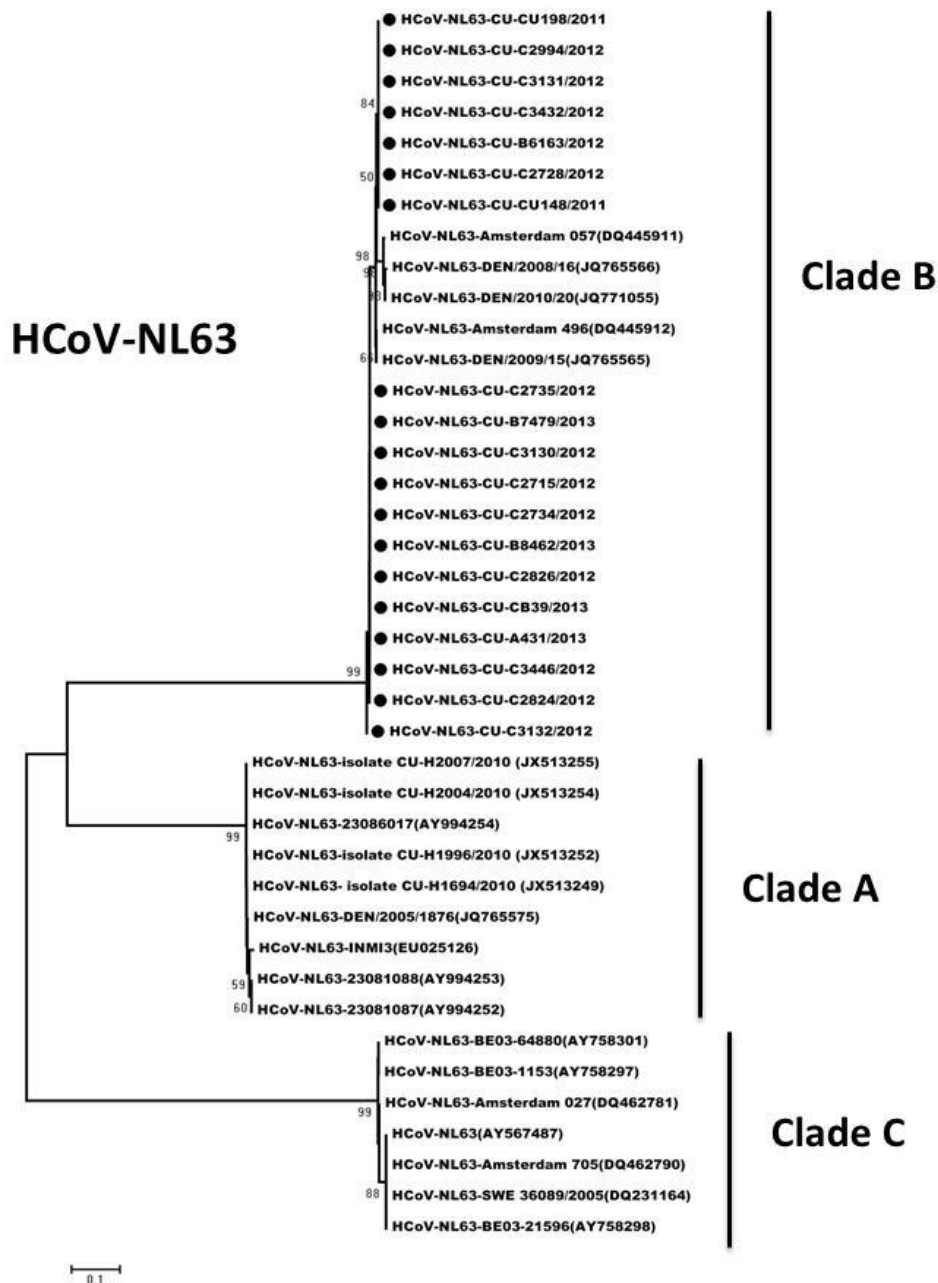 HCoV-NL63-CU-CU198/2011
HCoV-NL63-CU-C2994/2012
HCoV-NL63-CU-C3131/2012
84
HCoV-NL63-CU-C3432/2012
HCoV-NL63-CU-B6163/2012
50
HCoV-NL63-CU-C2728/2012
HCoV-NL63-CU-CU148/2011
HCoV-NL63-Amsterdam 057(DQ445911)
98
HCoV-NL63-DEN/2008/16(JQ765566)
Clade B
HCoV-NL63-DEN/2010/20(JQ771055)
HCoV-NL63
HCoV-NL63-Amsterdam 496(DQ445912)
HCoV-NL63-DEN/2009/15(JQ765565)
HCoV-NL63-CU-C2735/2012
HCoV-NL63-CU-B7479/2013
HCoV-NL63-CU-C3130/2012
HCoV-NL63-CU-C2715/2012
HCoV-NL63-CU-C2734/2012
HCoV-NL63-CU-B8462/2013
HCoV-NL63-CU-C2826/2012
HCoV-NL63-CU-CB39/2013
HCoV-NL63-CU-A431/2013
99
HCoV-NL63-CU-C3446/2012
HCoV-NL63-CU-C2824/2012
HCoV-NL63-CU-C3132/2012
HCoV-NL63-isolate CU-H2007/2010 (JX513255)
HCoV-NL63-isolate CU-H2004/2010 (JX513254)
HCoV-NL63-23086017(AY994254)
99
HCoV-NL63-isolate CU-H1996/2010 (JX513252)
HCoV-NL63- isolate CU-H1694/2010 (JX513249)
Clade A
HCoV-NL63-DEN/2005/1876(JQ765575)
HCoV-NL63-INMI3(EU025126)
59
HCoV-NL63-23081088(AY994253)
60
HCoV-NL63-23081087(AY994252)
HCoV-NL63-BE03-64880(AY758301)
HCoV-NL63-BE03-1153(AY758297)
99
HCoV-NL63-Amsterdam 027(DQ462781)
HCoV-NL63(AY567487)
Clade C
HCoV-NL63-Amsterdam 705(DQ462790)
88
HCoV-NL63-SWE 36089/2005(DQ231164)
HCoV-NL63-BE03-21596(AY758298)
0.1